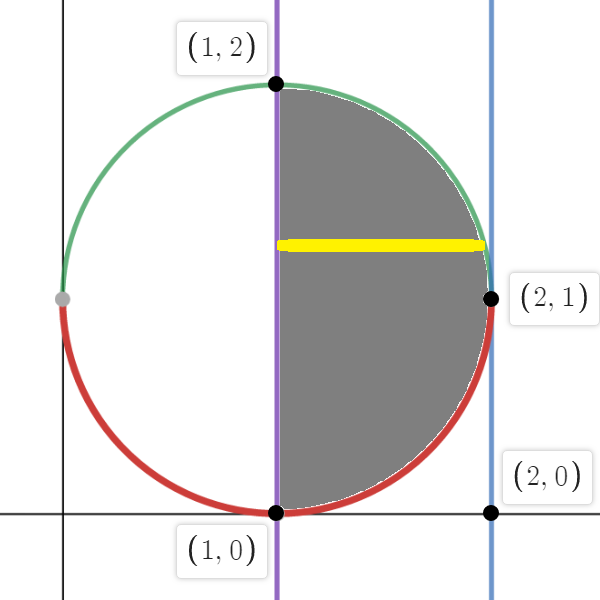 (1, 2)
(2, 1)
(2, 0)
(1, 0)